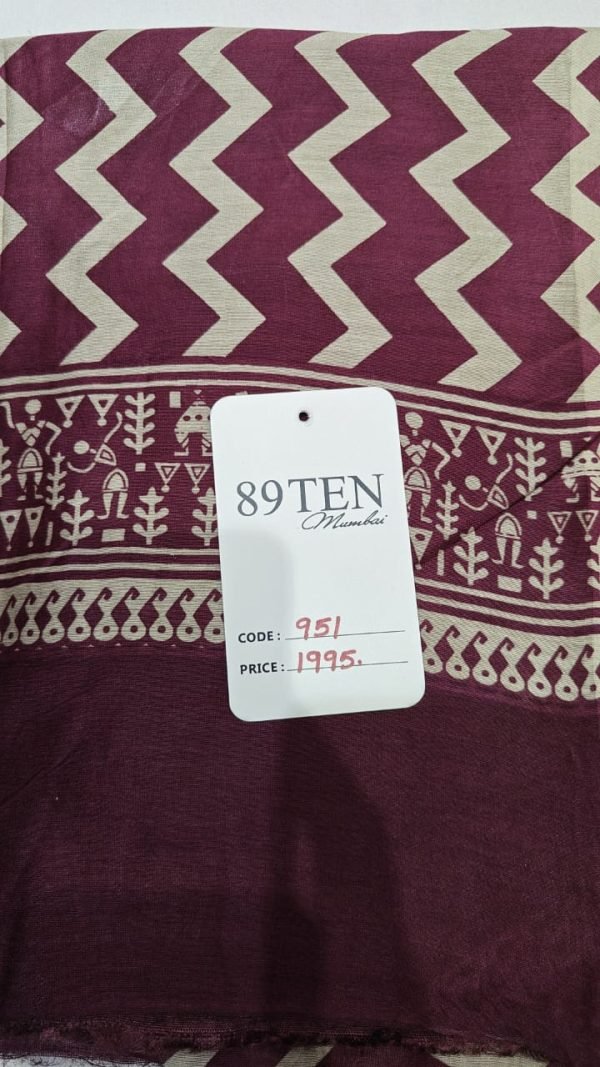 89TEN
Mumbai
CODE: 951
PRICE: 1995.